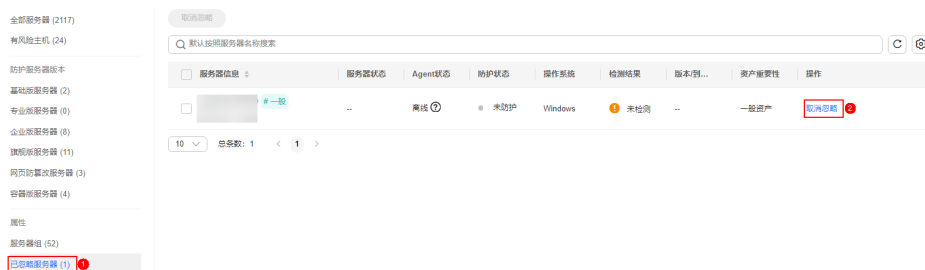 全部服务器 (2117)
有风险主机 (24)
防护服务器版本
基础版服务器 (2)
专业版服务器 (0)
企业版服务器 (8)
旗舰版服务器 (11)
网页防篡改服务器 (3)
容器版服务器 (4)
属性
服务器组 (52)
已忽略服务器 (1) 1
取消忽略
默认按照服务器名称搜索
服务器信息 服务器状态 Agent状态 防护状态 操作系统 检测结果 版本/到... 资产重要性 操作
# 一般 -- 离线 未防护 Windows 未检测 -- 一般资产 取消忽略 2
10 总条数: 1 < 1 >